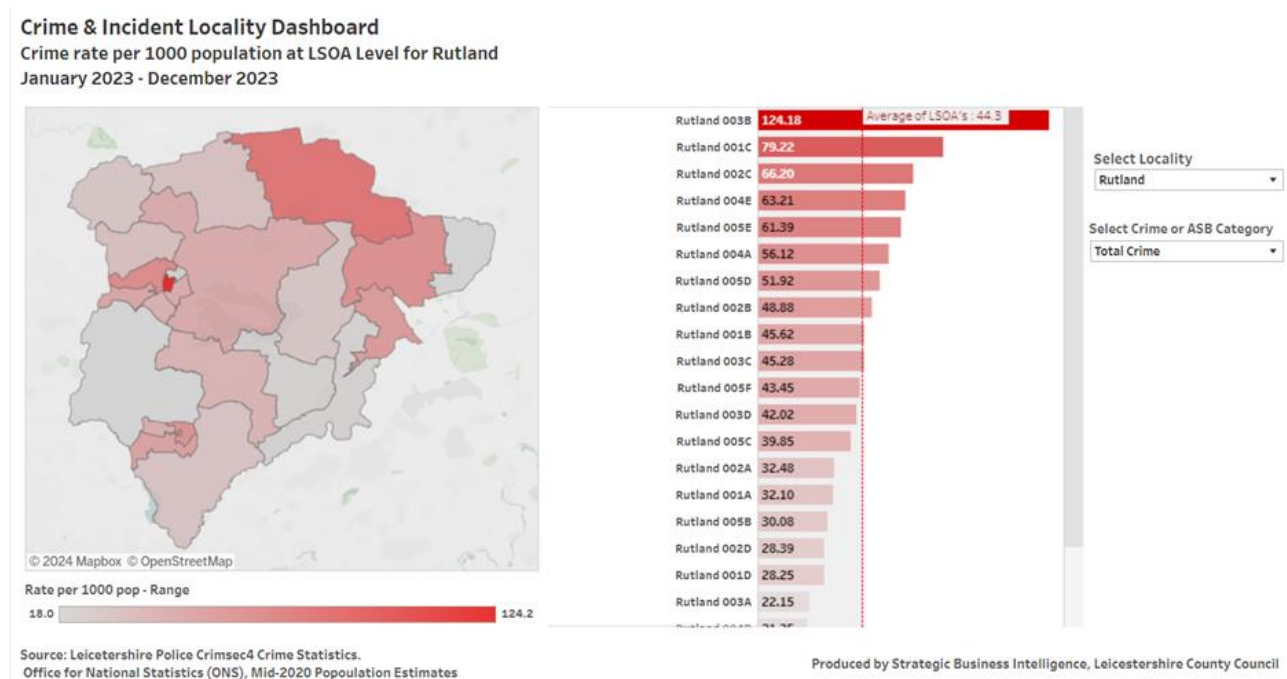 Crime & Incident Locality Dashboard
Crime rate per 1000 population at LSOA Level for Rutland
January 2023 - December 2023
© 2024 Mapbox © OpenStreetMap
Rate per 1000 pop - Range
18.0 124.2
Rutland 003B 124.18 Average of LSOA's : 44.3
Rutland 001C 79.22
Rutland 002C 66.20
Rutland 004E 63.21
Rutland 005E 61.39
Rutland 004A 56.12
Rutland 005D 51.92
Rutland 002B 48.88
Rutland 001B 45.62
Rutland 003C 45.28
Rutland 005F 43.45
Rutland 003D 42.02
Rutland 005C 39.85
Rutland 002A 32.48
Rutland 001A 32.10
Rutland 005B 30.08
Rutland 002D 28.39
Rutland 001D 28.25
Rutland 003A 22.15
Select Locality
Rutland
Select Crime or ASB Category
Total Crime
Source: Leicetershire Police Crimsec4 Crime Statistics.
Office for National Statistics (ONS), Mid-2020 Popoulation Estimates
Produced by Strategic Business Intelligence, Leicestershire County Council